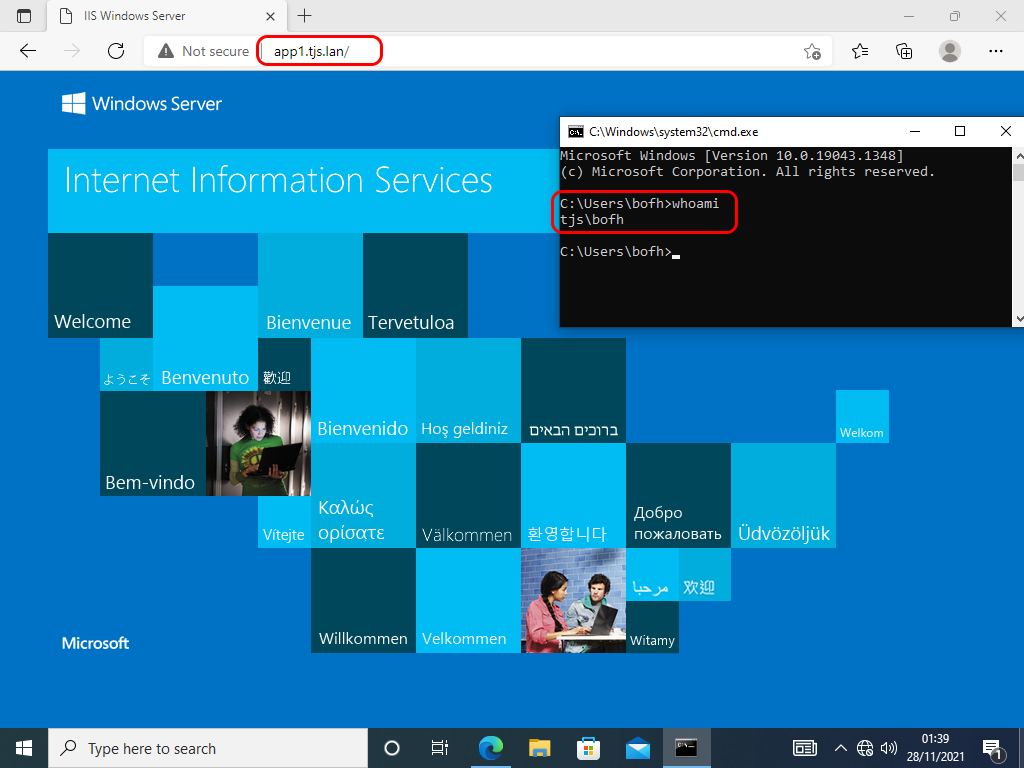 IIS Windows Server
Not secure
app1.tjs.lan/
Windows Server
Internet Information Services
C:\Windows\system32\cmd.exe
Microsoft Windows [Version 10.0.19043.1348]
(c) Microsoft Corporation. All rights reserved.
C:\Users\bofh>whoami
tjs\bofh
C:\Users\bofh>
Welcome
Bienvenue
Tervetuloa
ようこそ
Benvenuto
歡迎
Bienvenido
Hoş geldiniz
ברוכים הבאים
Welkom
Bem-vindo
Vítejte
Καλώς
ορίσατε
Välkommen
환영합니다
Добро
пожаловать
Üdvözöljük
مرحبا
欢迎
Willkommen
Velkommen
Witamy
Microsoft
Type here to search
01:39
28/11/2021
1